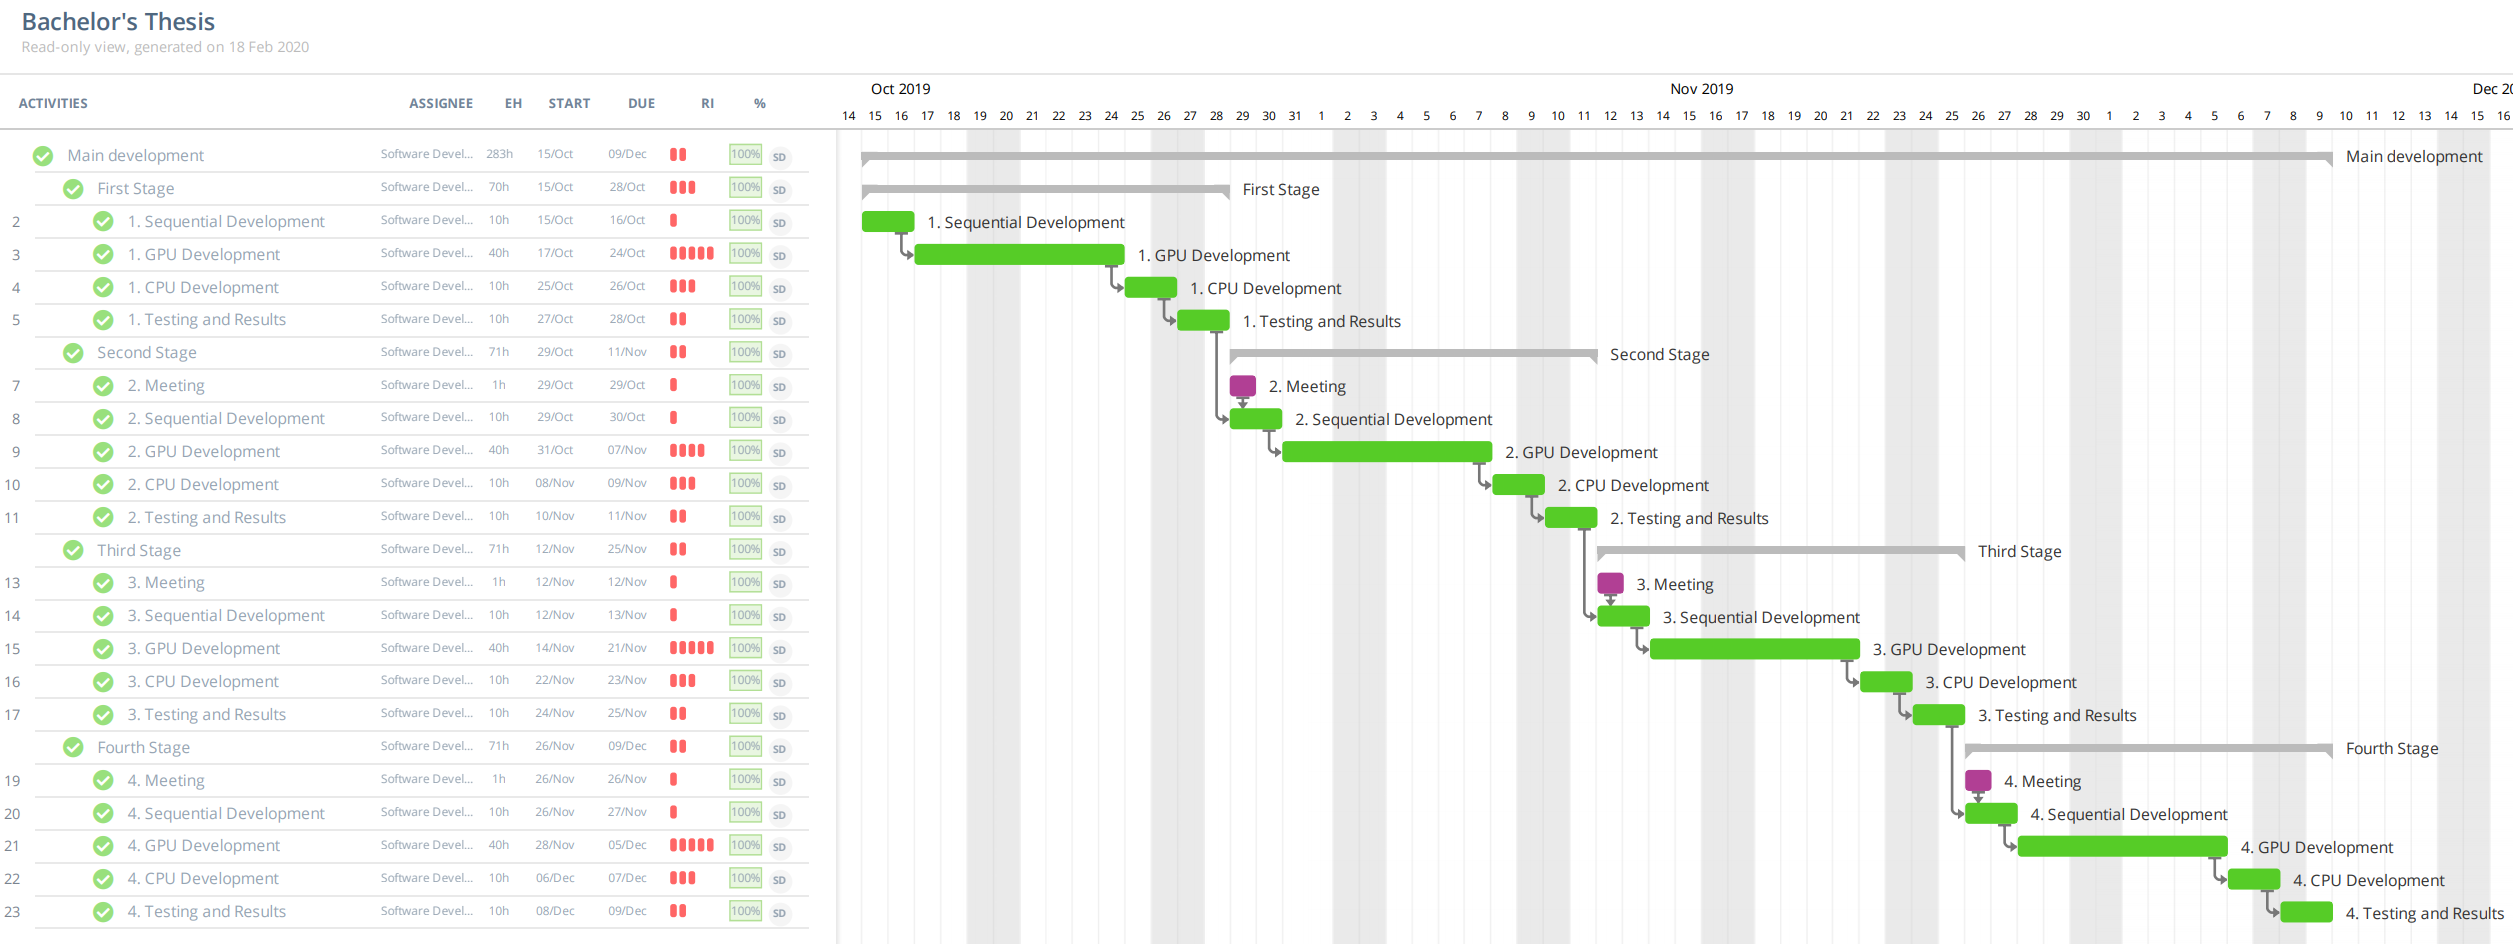 Bachelor's Thesis
Read-only view, generated on 18 Feb 2020
Oct 2019 Nov 2019 Dec 20
ACTIVITIES ASSIGNEE EH START DUE RI %
14 15 16 17 18 19 20 21 22 23 24 25 26 27 28 29 30 31 1 2 3 4 5 6 7 8 9 10 11 12 13 14 15 16 17 18 19 20 21 22 23 24 25 26 27 28 29 30 1 2 3 4 5 6 7 8 9 10 11 12 13 14 15 16
Main development Software Devel... 283h 15/Oct 09/Dec 100% SD Main development
First Stage Software Devel... 70h 15/Oct 28/Oct 100% SD First Stage
2 1. Sequential Development Software Devel... 10h 15/Oct 16/Oct 100% SD 1. Sequential Development
3 1. GPU Development Software Devel... 40h 17/Oct 24/Oct 100% SD 1. GPU Development
4 1. CPU Development Software Devel... 10h 25/Oct 26/Oct 100% SD 1. CPU Development
5 1. Testing and Results Software Devel... 10h 27/Oct 28/Oct 100% SD 1. Testing and Results
Second Stage Software Devel... 71h 29/Oct 11/Nov 100% SD Second Stage
7 2. Meeting Software Devel... 1h 29/Oct 29/Oct 100% SD 2. Meeting
8 2. Sequential Development Software Devel... 10h 29/Oct 30/Oct 100% SD 2. Sequential Development
9 2. GPU Development Software Devel... 40h 31/Oct 07/Nov 100% SD 2. GPU Development
10 2. CPU Development Software Devel... 10h 08/Nov 09/Nov 100% SD 2. CPU Development
11 2. Testing and Results Software Devel... 10h 10/Nov 11/Nov 100% SD 2. Testing and Results
Third Stage Software Devel... 71h 12/Nov 25/Nov 100% SD Third Stage
13 3. Meeting Software Devel... 1h 12/Nov 12/Nov 100% SD 3. Meeting
14 3. Sequential Development Software Devel... 10h 12/Nov 13/Nov 100% SD 3. Sequential Development
15 3. GPU Development Software Devel... 40h 14/Nov 21/Nov 100% SD 3. GPU Development
16 3. CPU Development Software Devel... 10h 22/Nov 23/Nov 100% SD 3. CPU Development
17 3. Testing and Results Software Devel... 10h 24/Nov 25/Nov 100% SD 3. Testing and Results
Fourth Stage Software Devel... 71h 26/Nov 09/Dec 100% SD Fourth Stage
19 4. Meeting Software Devel... 1h 26/Nov 26/Nov 100% SD 4. Meeting
20 4. Sequential Development Software Devel... 10h 26/Nov 27/Nov 100% SD 4. Sequential Development
21 4. GPU Development Software Devel... 40h 28/Nov 05/Dec 100% SD 4. GPU Development
22 4. CPU Development Software Devel... 10h 06/Dec 07/Dec 100% SD 4. CPU Development
23 4. Testing and Results Software Devel... 10h 08/Dec 09/Dec 100% SD 4. Testing and Results